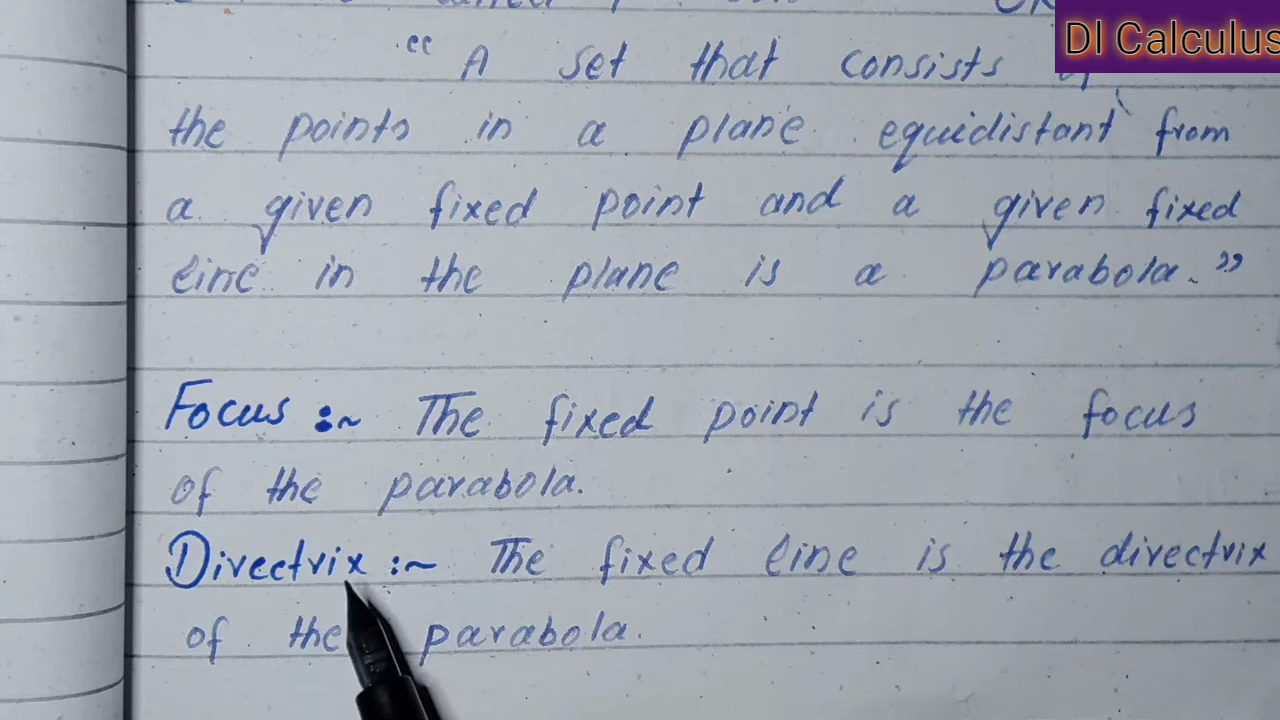 DI Calculus
“ A set that consists of
the points in a plane equidistant from
a given fixed point and a given fixed
line in the plane is a parabola.”
Focus :~ The fixed point is the focus
of the parabola.
Directrix :~ The fixed line is the directrix
of the parabola.